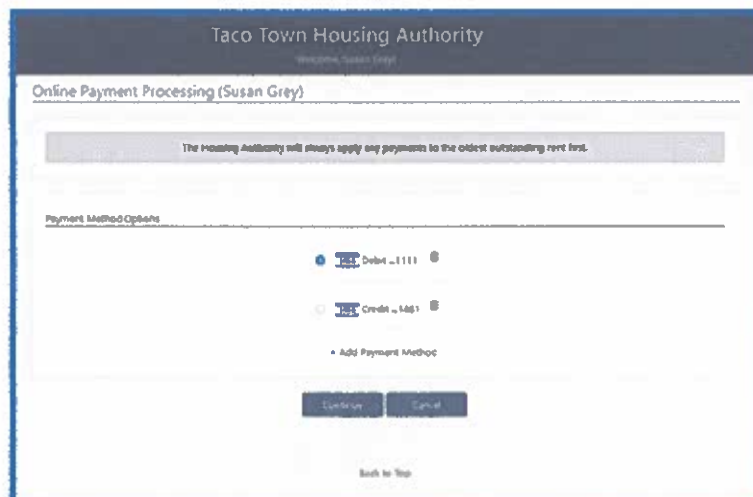 Taco Town Housing Authority
Welcome, Susan Grey!
Online Payment Processing (Susan Grey)
The Housing Authority will always apply any payments to the oldest outstanding rent first.
Payment Method Options
Debit ...1111
Credit
+ Add Payment Method
Continue Cancel
Back to Top